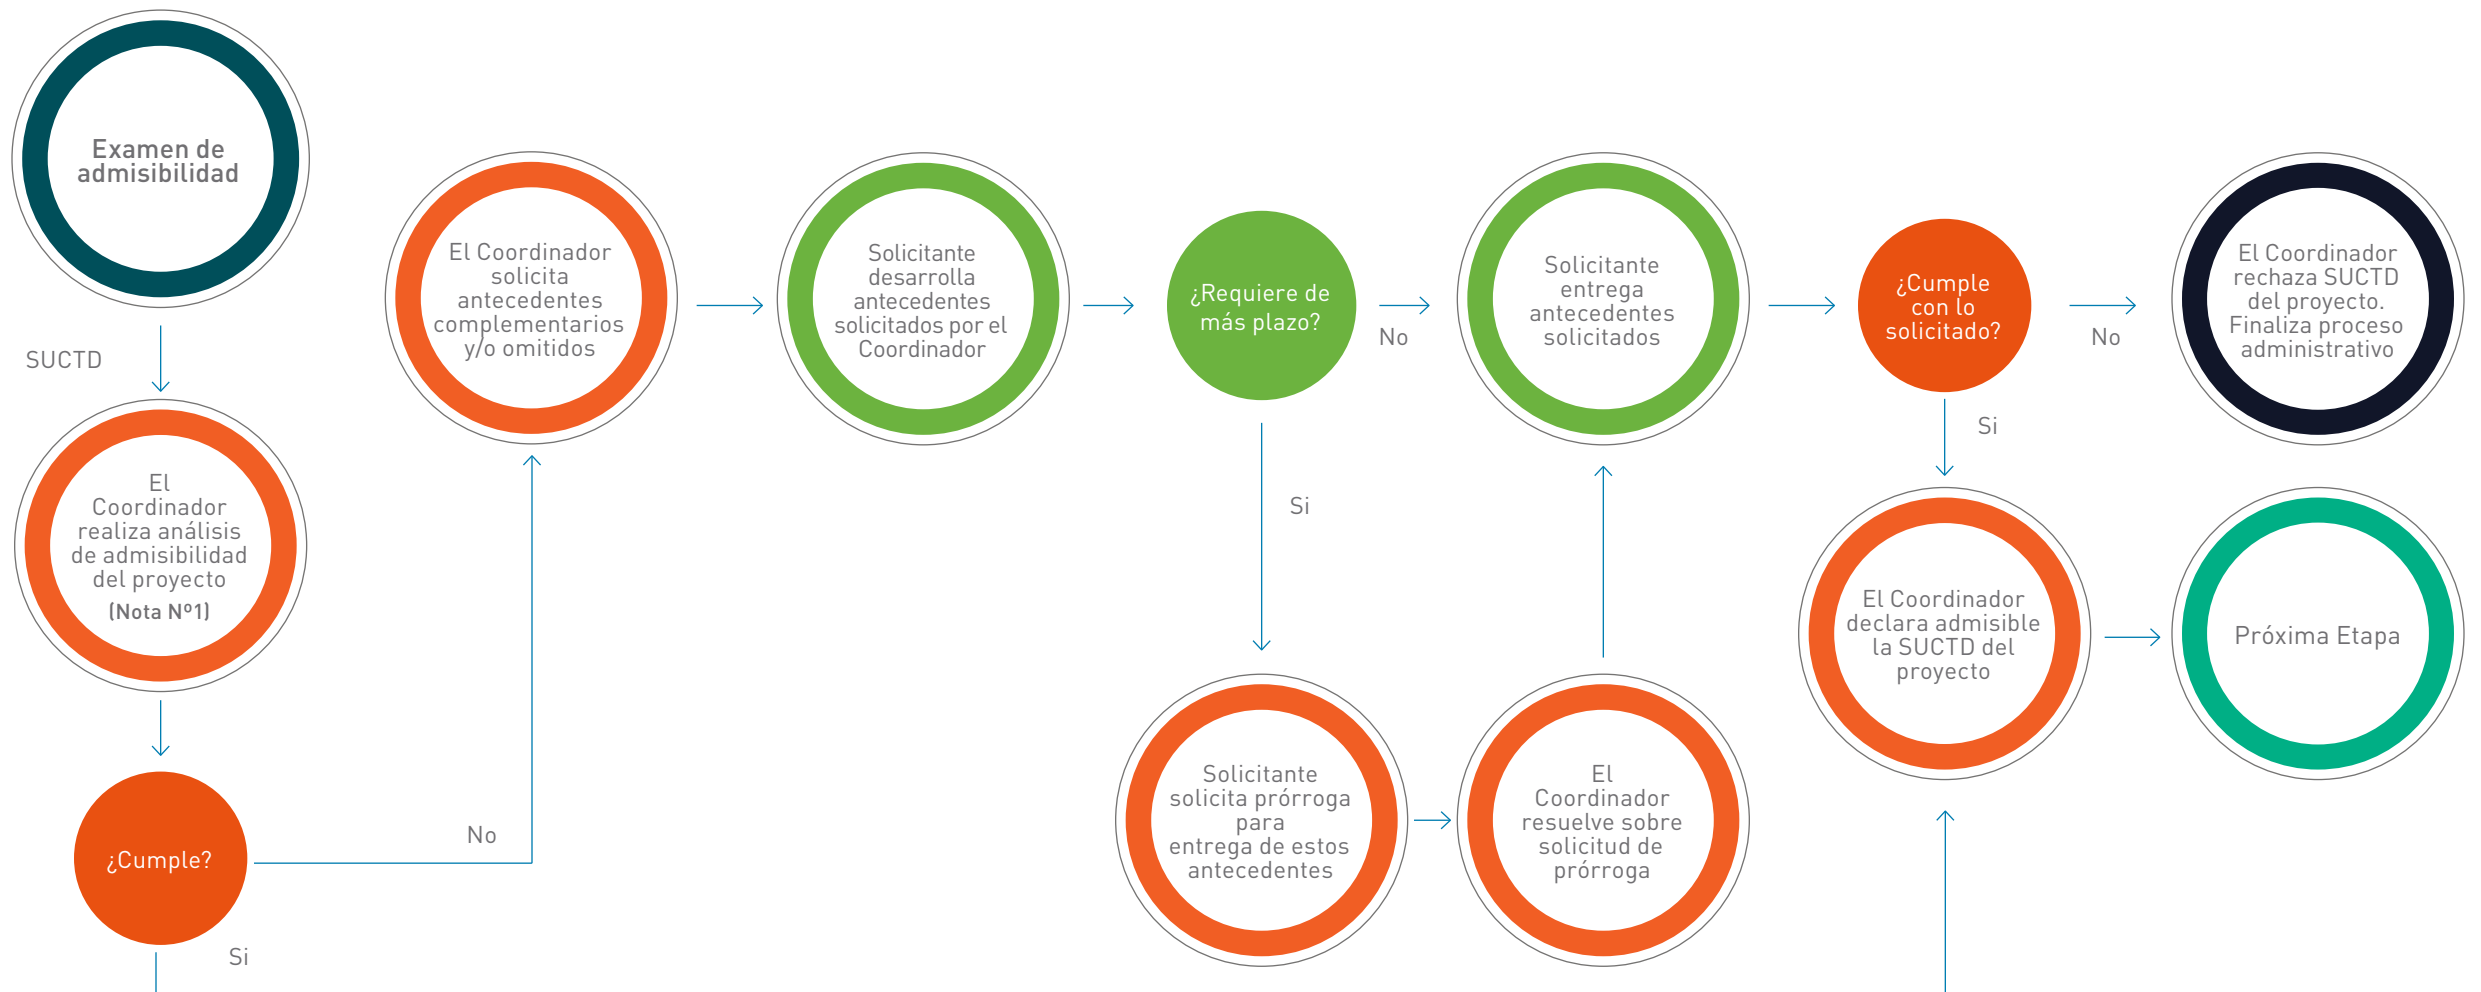 Examen de
admisibilidad
SUCTD
El
Coordinador
realiza análisis
de admisibilidad
del proyecto
(Nota Nº1)
¿Cumple?
No
Si
El Coordinador
solicita
antecedentes
complementarios
y/o omitidos
Solicitante
desarrolla
antecedentes
solicitados por el
Coordinador
¿Requiere de
más plazo?
No
Si
Solicitante
solicita prórroga
para
entrega de estos
antecedentes
El
Coordinador
resuelve sobre
solicitud de
prórroga
Solicitante
entrega
antecedentes
solicitados
¿Cumple
con lo
solicitado?
No
Si
El Coordinador
rechaza SUCTD
del proyecto.
Finaliza proceso
administrativo
El Coordinador
declara admisible
la SUCTD del
proyecto
Próxima Etapa